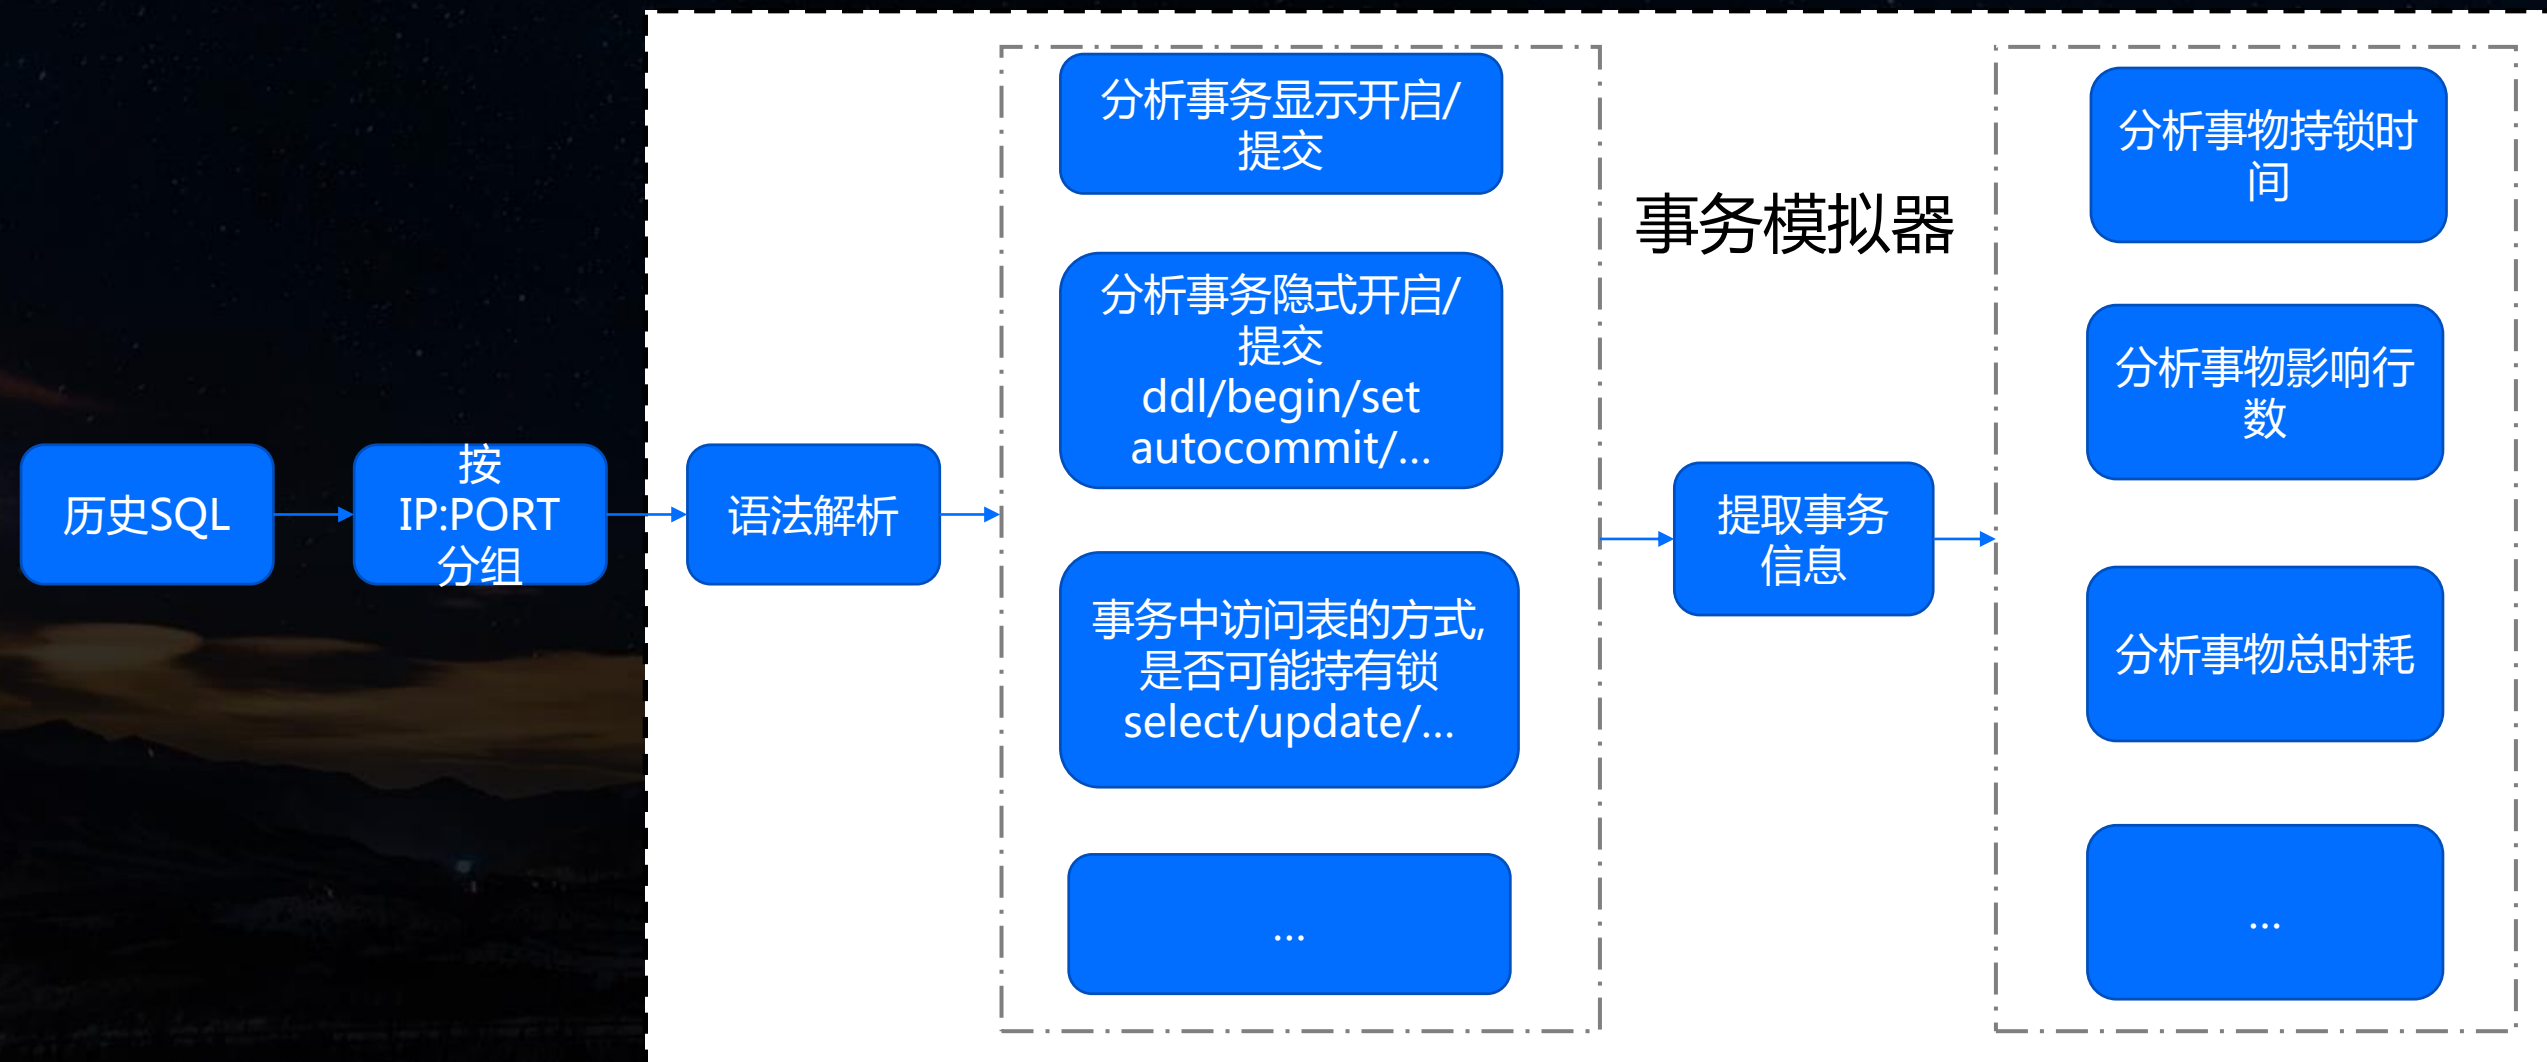 历史SQL
按
IP:PORT
分组
语法解析
分析事务显示开启/
提交
分析事务隐式开启/
提交
ddl/begin/set
autocommit/...
事务中访问表的方式,
是否可能持有锁
select/update/...
...
事务模拟器
提取事务
信息
分析事物持锁时
间
分析事物影响行
数
分析事物总时耗
...